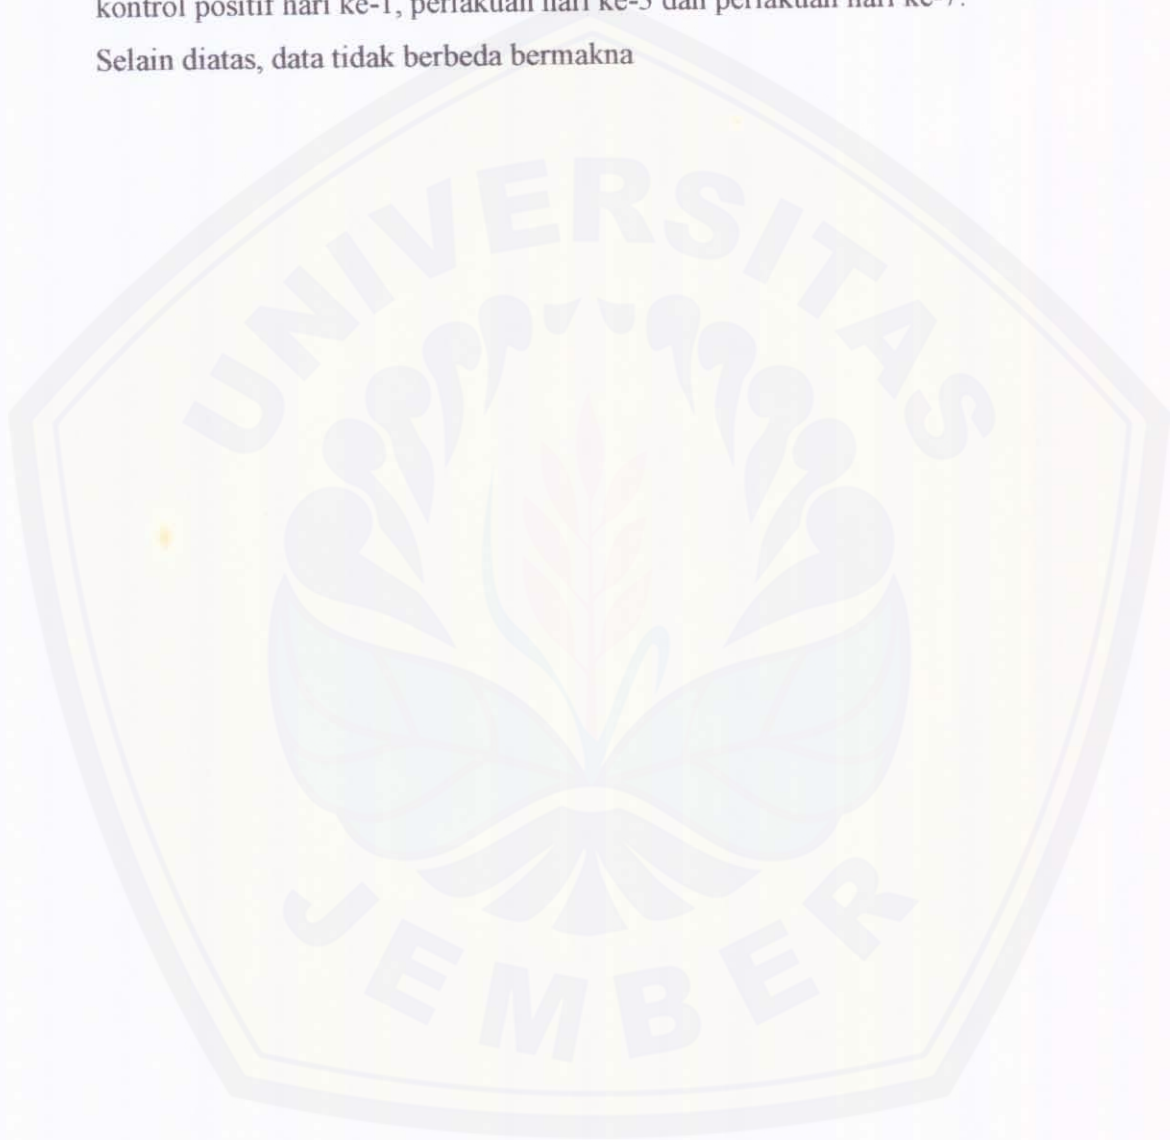 kontrol positif hari ke-1, perlakuan hari ke-3 dan perlakuan hari ke-7.
Selain diatas, data tidak berbeda bermakna
UNIVERSITAS
JEMBER